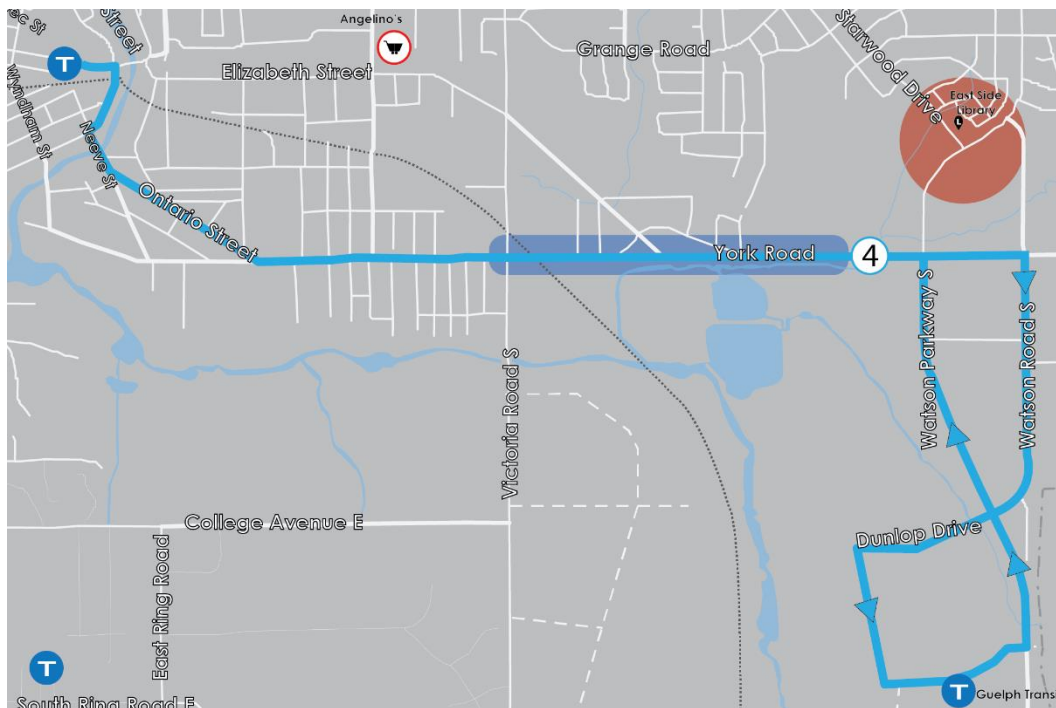 ec St
Street
Angelino's
T
Elizabeth Street
Grange Road
Starwood Drive
East Side
Library
L
Wyndham St
Neeve St
Ontario Street
York Road
4
Watson Parkway S
Watson Road S
Victoria Road S
College Avenue E
Dunlop Drive
East Ring Road
T
South Ring Road E
T
Guelph Trans